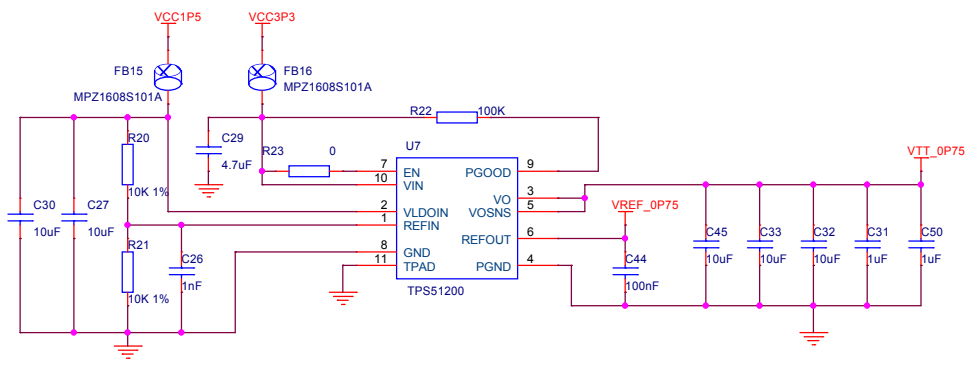 VCC1P5
VCC3P3
FB15
MPZ1608S101A
FB16
MPZ1608S101A
R22
100K
R20
10K 1%
C29
4.7uF
R23
0
U7
7
EN
10
VIN
2
VLDOIN
1
REFIN
8
GND
11
TPAD
PGOOD
9
VO
3
VOSNS
5
REFOUT
6
PGND
4
TPS51200
VTT_0P75
VREF_0P75
C30
10uF
C27
10uF
R21
10K 1%
C26
1nF
C44
100nF
C45
10uF
C33
10uF
C32
10uF
C31
1uF
C50
1uF